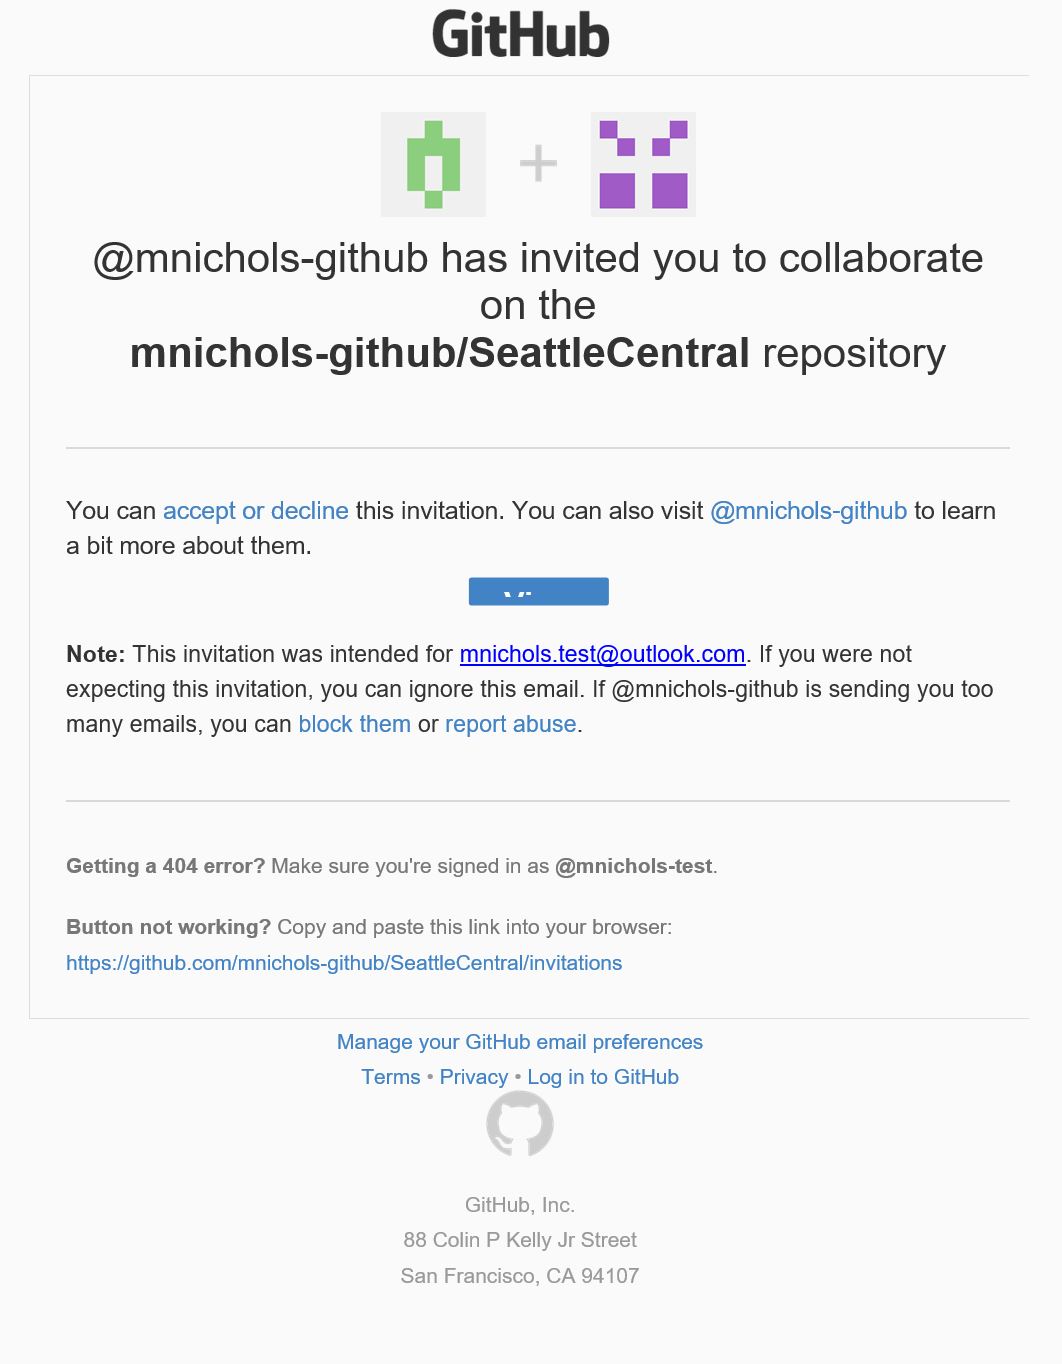 GitHub
@mnichols-github has invited you to collaborate
on the
mnichols-github/SeattleCentral repository
You can accept or decline this invitation. You can also visit @mnichols-github to learn
a bit more about them.
Note: This invitation was intended for mnichols.test@outlook.com. If you were not
expecting this invitation, you can ignore this email. If @mnichols-github is sending you too
many emails, you can block them or report abuse.
Getting a 404 error? Make sure you're signed in as @mnichols-test.
Button not working? Copy and paste this link into your browser:
https://github.com/mnichols-github/SeattleCentral/invitations
Manage your GitHub email preferences
Terms • Privacy • Log in to GitHub
GitHub, Inc.
88 Colin P Kelly Jr Street
San Francisco, CA 94107